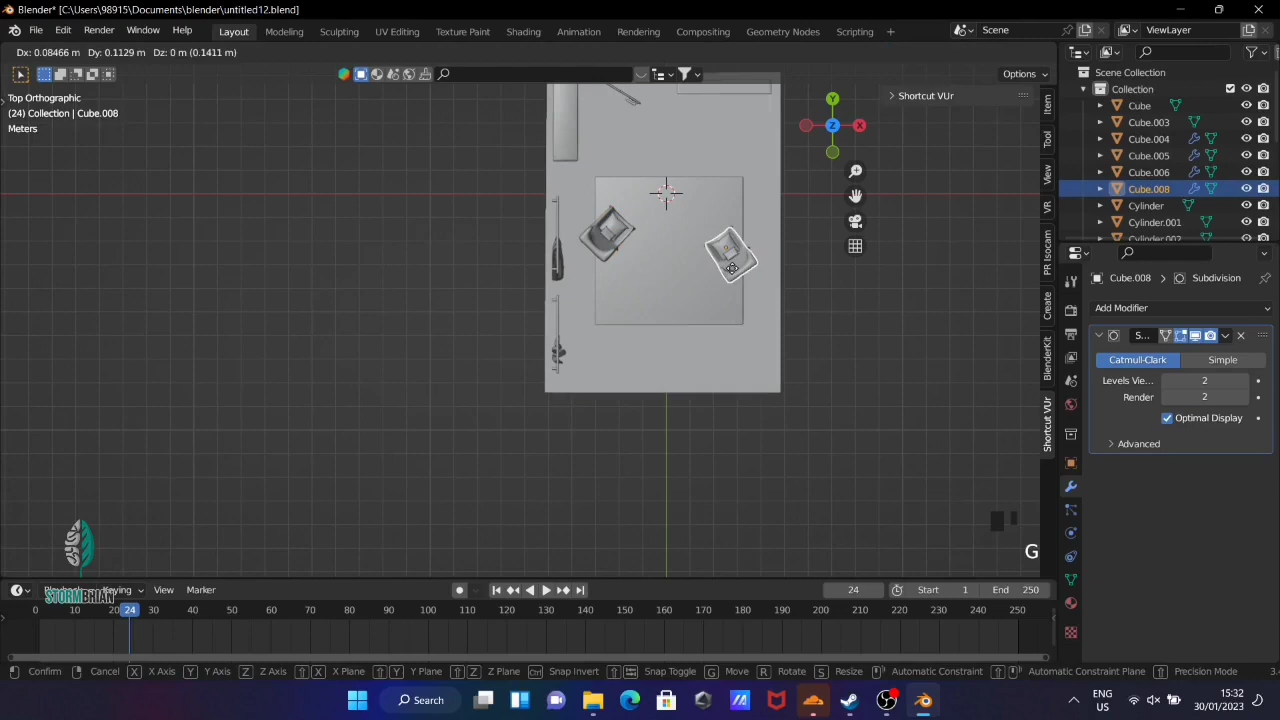 Blender* [C:\Users\98915\Documents\blender\untitled12.blend]
File Edit Render Window Help
Layout Modeling Sculpting UV Editing Texture Paint Shading Animation Rendering Compositing Geometry Nodes Scripting +
Scene
ViewLayer
Dx: 0.08466 m Dy: 0.1129 m Dz: 0 m (0.1411 m)
Options
Top Orthographic
(24) Collection | Cube.008
Meters
Shortcut VUr
Y
Z
X
Item
Tool
View
VR
PR Isocam
Create
BlenderKit
Shortcut VUr
Scene Collection
Collection
Cube
Cube.003
Cube.004
Cube.005
Cube.006
Cube.008
Cylinder
Cylinder.001
Cylinder.002
Cube.008 > Subdivision
Add Modifier
S...
Catmull-Clark Simple
Levels Vie... 2
Render 2
Optimal Display
Advanced
G
STORMBRIAN
Keying View Marker
24 Start 1 End 250
0 10 20 24 30 40 50 60 70 80 90 100 110 120 130 140 150 160 170 180 190 200 210 220 230 240 250
Confirm Cancel X X Axis Y Y Axis Z Z Axis X X Plane Y Y Plane Z Z Plane Ctrl Snap Invert Snap Toggle G Move R Rotate S Resize Automatic Constraint Automatic Constraint Plane Precision Mode
Search
ENG
US
15:32
30/01/2023